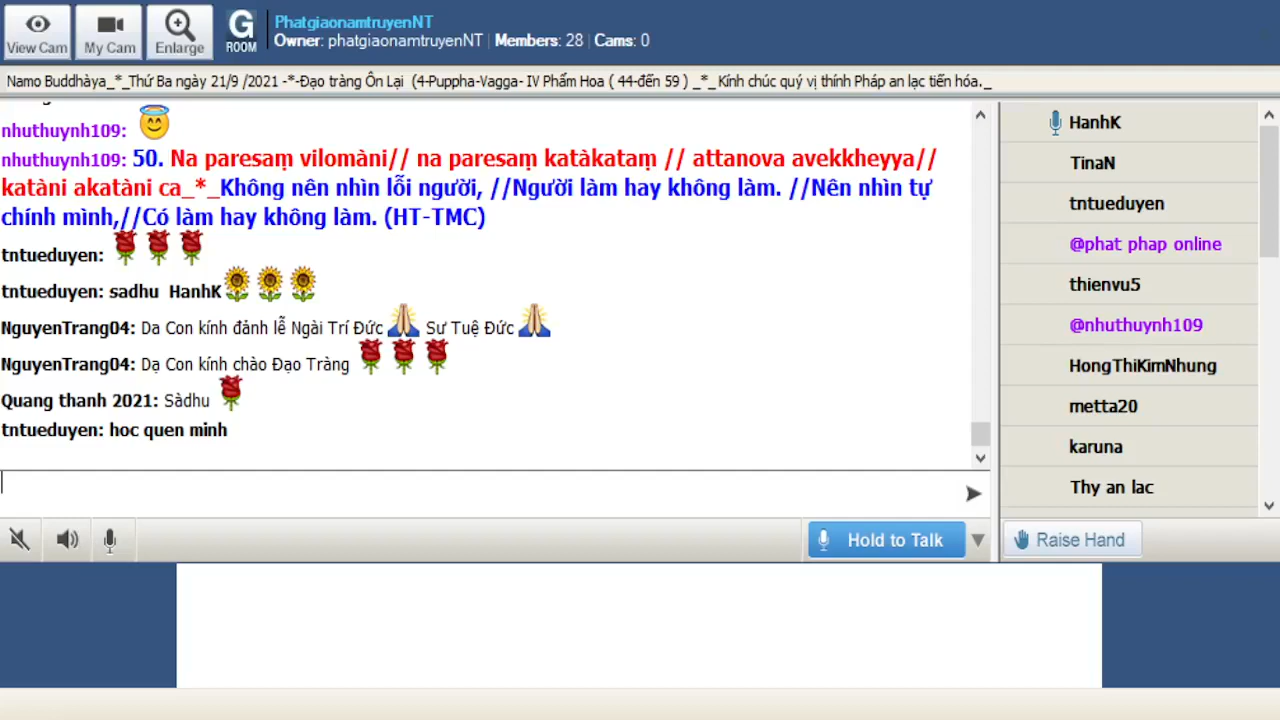 View Cam
My Cam
Enlarge
G
ROOM
PhatgiaonamtruyenNT
Owner: phatgiaonamtruyenNT | Members: 28 | Cams: 0
Namo Buddhàya_*_Thứ Ba ngày 21/9 /2021 -*-Đạo tràng Ôn Lại (4-Puppha-Vagga- IV Phẩm Hoa ( 44-đến 59 ) _*_Kính chúc quý vị thính Pháp an lạc tiến hóa._
nhuthuynh109:
nhuthuynh109: 50. Na paresaṃ vilomàni// na paresaṃ katàkataṃ // attanova avekkheyya//
katàni akatàni ca_*_Không nên nhìn lỗi người, //Người làm hay không làm. //Nên nhìn tự
chính mình,//Có làm hay không làm. (HT-TMC)
tntueduyen:
tntueduyen: sadhu HanhK
NguyenTrang04: Dạ Con kính đảnh lễ Ngài Trí Đức Sư Tuệ Đức
NguyenTrang04: Dạ Con kính chào Đạo Tràng
Quang thanh 2021: Sàdhu
tntueduyen: hoc quen minh
HanhK
TinaN
tntueduyen
@phat phap online
thienvu5
@nhuthuynh109
HongThiKimNhung
metta20
karuna
Thy an lac
Hold to Talk
Raise Hand